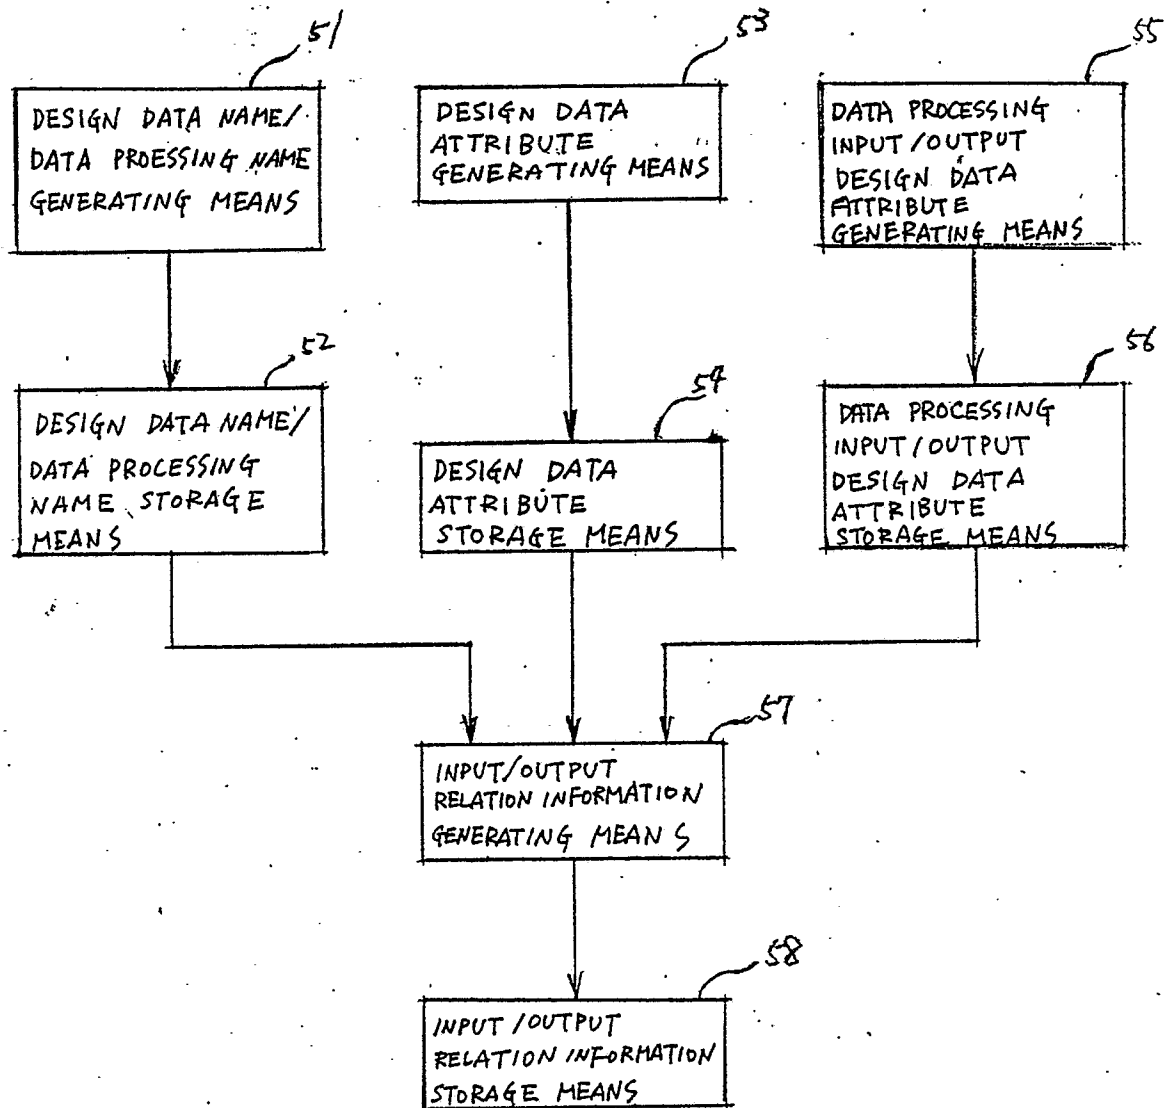 51
DESIGN DATA NAME/
DATA PROESSING NAME
GENERATING MEANS
53
DESIGN DATA
ATTRIBUTE
GENERATING MEANS
55
DATA PROCESSING
INPUT/OUTPUT
DESIGN DATA
ATTRIBUTE
GENERATING MEANS
52
DESIGN DATA NAME/
DATA PROCESSING
NAME STORAGE
MEANS
54
DESIGN DATA
ATTRIBUTE
STORAGE MEANS
56
DATA PROCESSING
INPUT/OUTPUT
DESIGN DATA
ATTRIBUTE
STORAGE MEANS
57
INPUT/OUTPUT
RELATION INFORMATION
GENERATING MEANS
58
INPUT/OUTPUT
RELATION INFORMATION
STORAGE MEANS